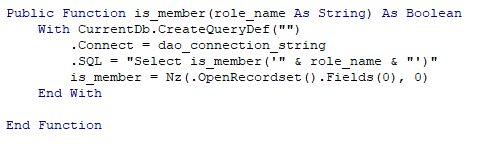 Public Function is_member(role_name As String) As Boolean
    With CurrentDb.CreateQueryDef("")
        .Connect = dao_connection_string
        .SQL = "Select is_member('" & role_name & "')"
        is_member = Nz(.OpenRecordset().Fields(0), 0)
    End With

End Function